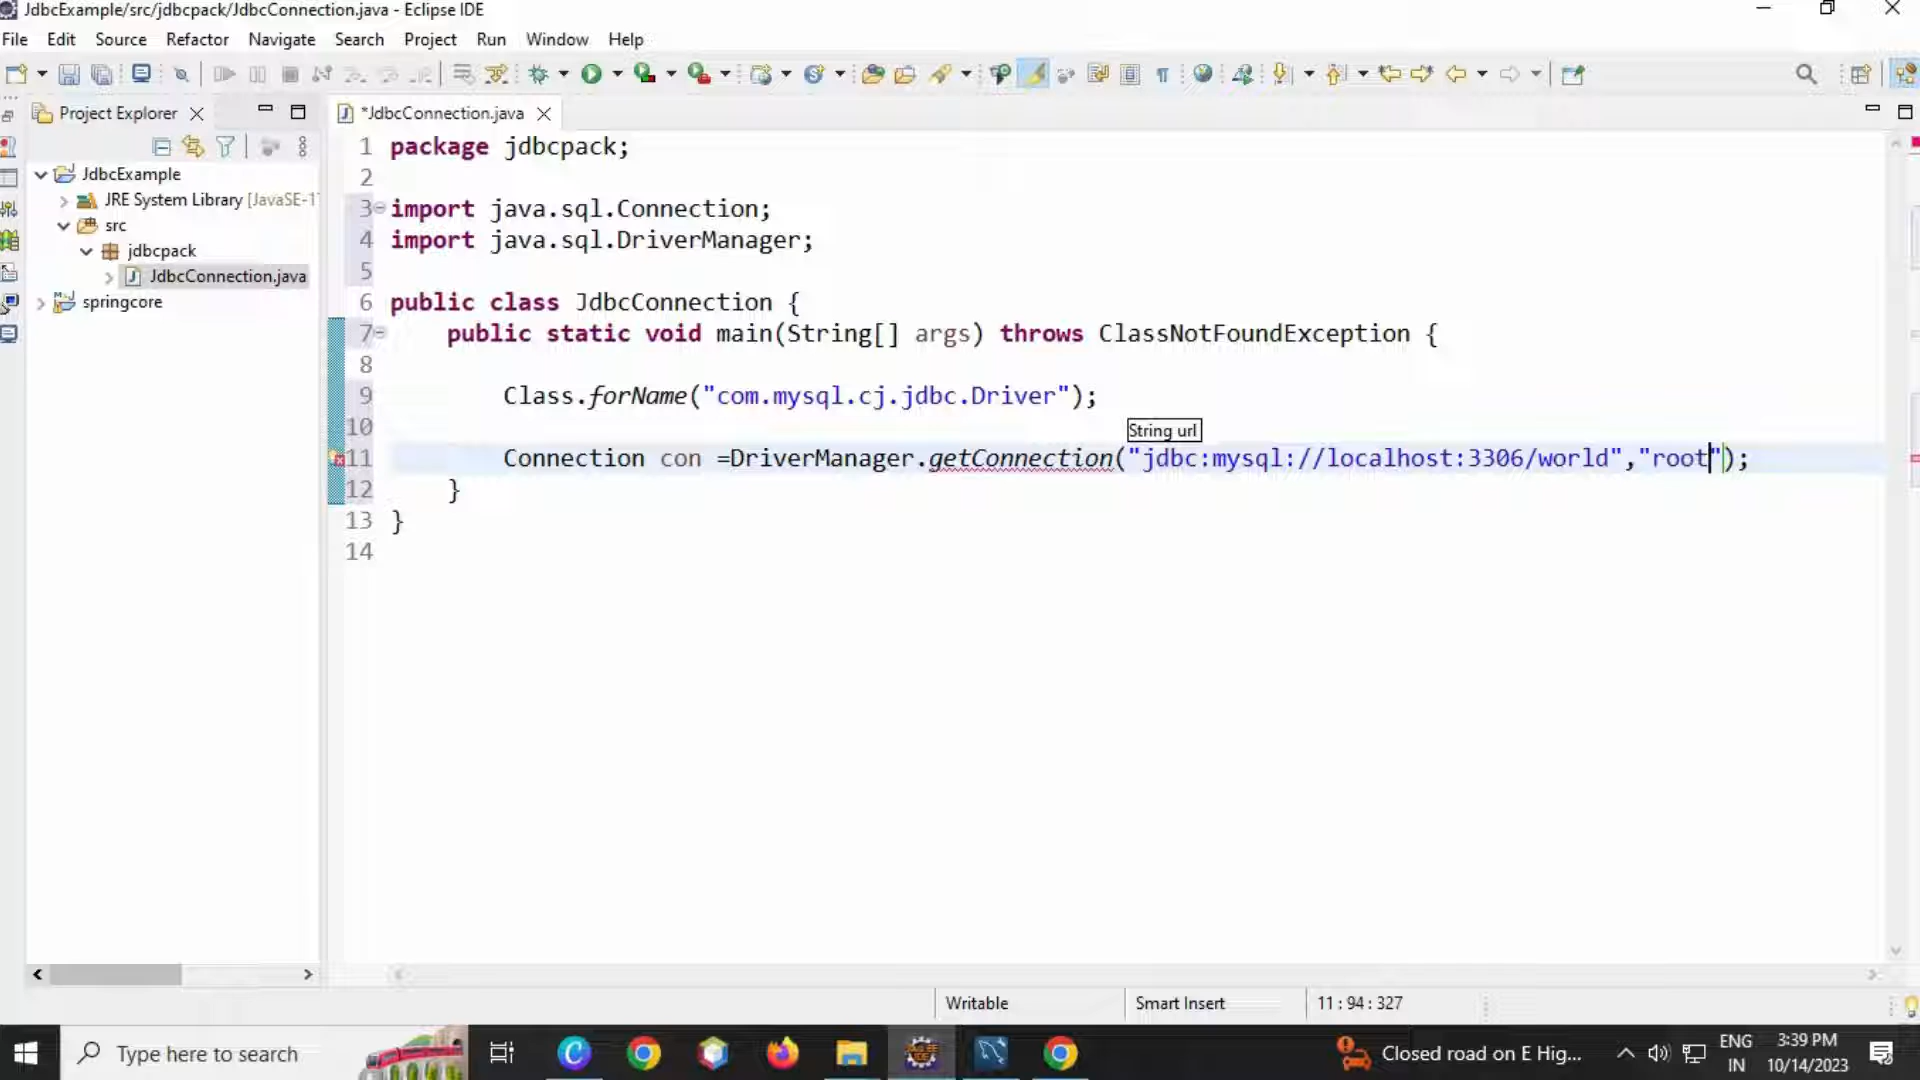 JdbcExample/src/jdbcpack/JdbcConnection.java - Eclipse IDE
File Edit Source Refactor Navigate Search Project Run Window Help
Project Explorer
*JdbcConnection.java
JdbcExample
JRE System Library [JavaSE-1
src
jdbcpack
JdbcConnection.java
springcore
1 package jdbcpack;
2
3 import java.sql.Connection;
4 import java.sql.DriverManager;
5
6 public class JdbcConnection {
7 public static void main(String[] args) throws ClassNotFoundException {
8
9 Class.forName("com.mysql.cj.jdbc.Driver");
10
String url
11 Connection con =DriverManager.getConnection("jdbc:mysql://localhost:3306/world","root");
12 }
13 }
14
Writable Smart Insert 11 : 94 : 327
Type here to search
Closed road on E Hig...
ENG
IN
3:39 PM
10/14/2023